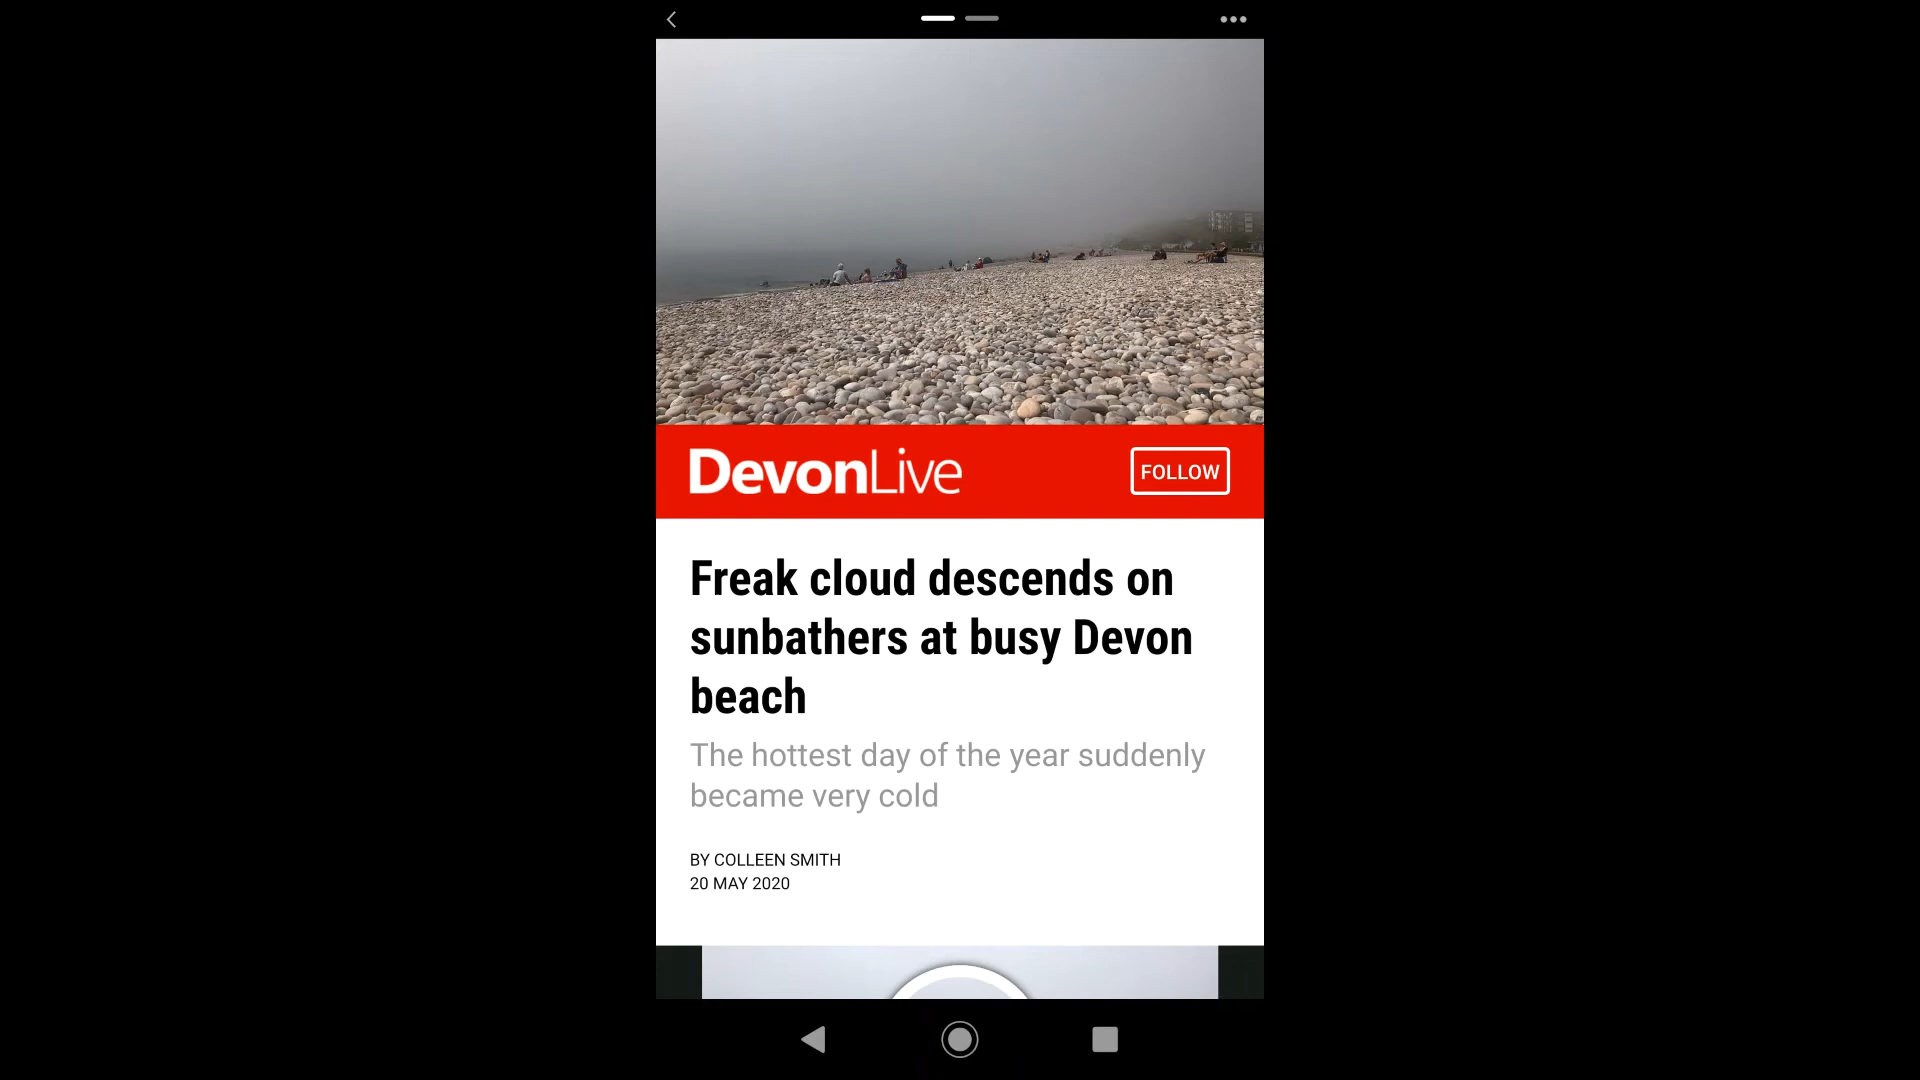 DevonLive
FOLLOW
Freak cloud descends on
sunbathers at busy Devon
beach
The hottest day of the year suddenly
became very cold
BY COLLEEN SMITH
20 MAY 2020